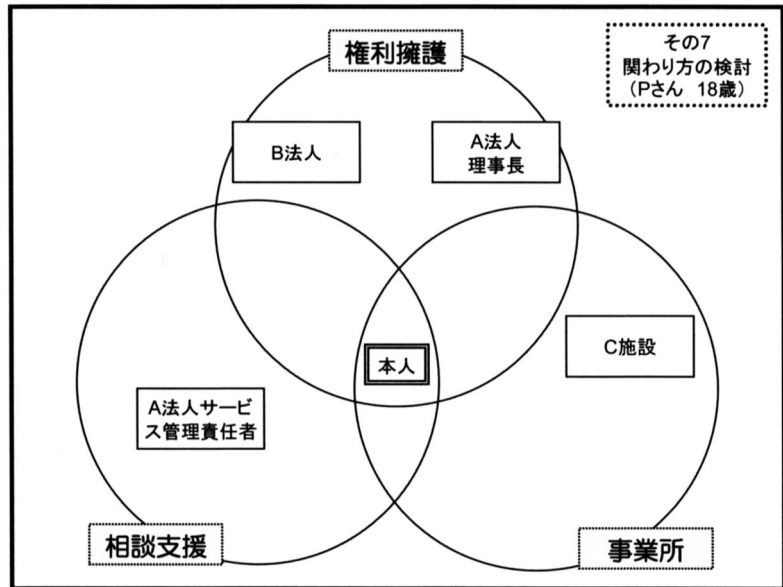 権利擁護
その7
関わり方の検討
（Pさん 18歳）
B法人
A法人
理事長
C施設
本人
A法人サービ
ス管理責任者
相談支援
事業所